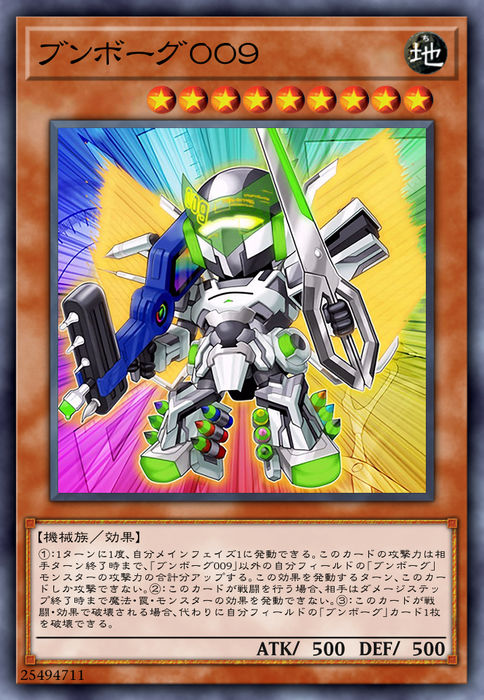 ブンボーグ009
ち
地
009
【機械族／効果】
①：1ターンに1度、自分メインフェイズ1に発動できる。このカードの攻撃力は相
手ターン終了時まで、「ブンボーグ009」以外の自分フィールドの「ブンボーグ」
モンスターの攻撃力の合計分アップする。この効果を発動するターン、このカー
ドしか攻撃できない。②：このカードが戦闘を行う場合、相手はダメージステッ
プ終了時まで魔法・罠・モンスターの効果を発動できない。③：このカードが戦
闘・効果で破壊される場合、代わりに自分フィールドの「ブンボーグ」カード1枚
を破壊できる。
ATK/ 500 DEF/ 500
25494711